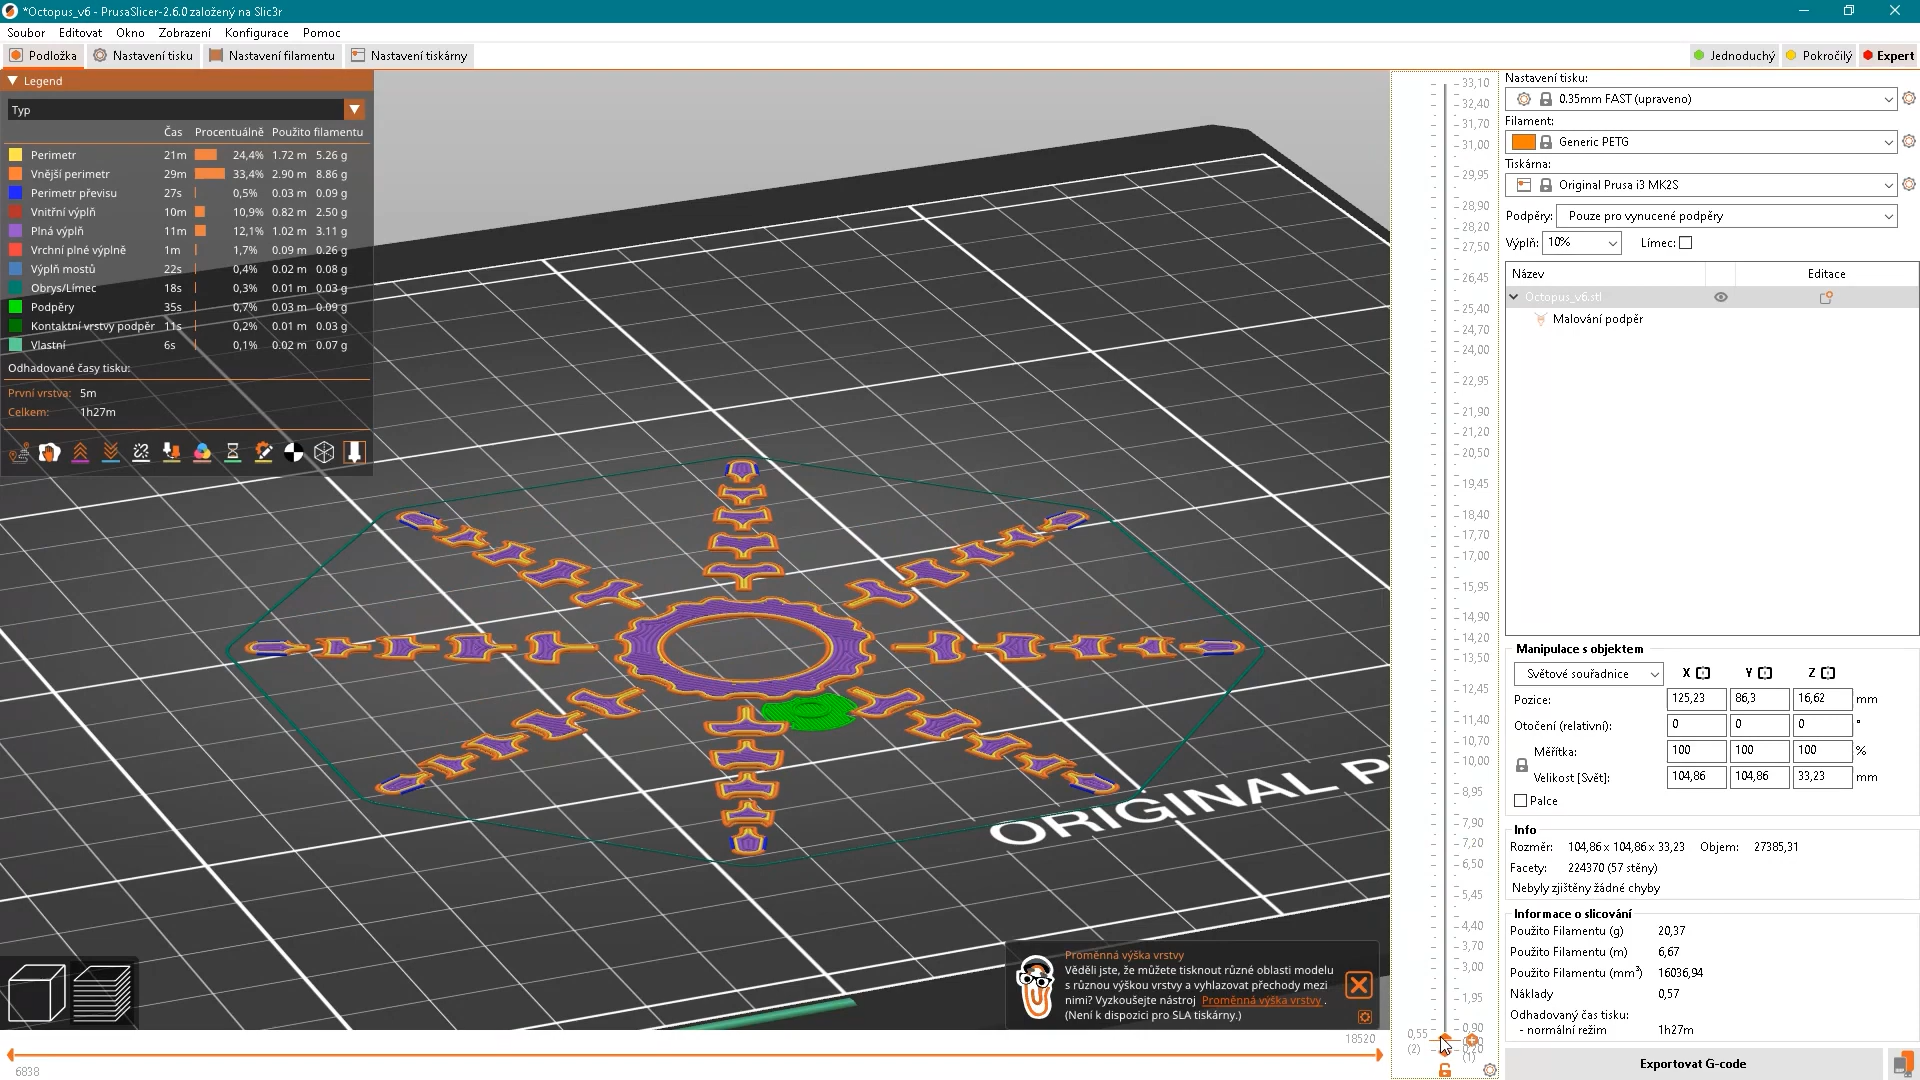 *Octopus_v6 - PrusaSlicer-2.6.0 založený na Slic3r
Soubor Editovat Okno Zobrazení Konfigurace Pomoc
Podložka Nastavení tisku Nastavení filamentu Nastavení tiskárny
Jednoduchý Pokročilý Expert
Legend
Typ
Čas Procentuálně Použito filamentu
Perimetr 21m 24,4% 1.72 m 5.26 g
Vnější perimetr 29m 33,4% 2.90 m 8.86 g
Perimetr převisu 27s 0,5% 0.03 m 0.09 g
Vnitřní výplň 10m 10,9% 0.82 m 2.50 g
Plná výplň 11m 12,1% 1.02 m 3.11 g
Vrchní plné výplně 1m 1,7% 0.09 m 0.26 g
Výplň mostů 22s 0,4% 0.02 m 0.08 g
Obrys/Límec 18s 0,3% 0.01 m 0.03 g
Podpěry 35s 0,7% 0.03 m 0.09 g
Kontaktní vrstvy podpěr 11s 0,2% 0.01 m 0.03 g
Vlastní 6s 0,1% 0.02 m 0.07 g
Odhadované časy tisku:
První vrstva: 5m
Celkem: 1h27m
ORIGINAL P
Proměnná výška vrstvy
Věděli jste, že můžete tisknout různé oblasti modelu
s různou výškou vrstvy a vyhlazovat přechody mezi
nimi? Vyzkoušejte nástroj Proměnná výška vrstvy .
(Není k dispozici pro SLA tiskárny.)
18520
6838
33,10
32,40
31,70
31,00
29,95
28,90
28,20
27,50
26,45
25,40
24,70
24,00
22,95
21,90
21,20
20,50
19,45
18,40
17,70
17,00
15,95
14,90
14,20
13,50
12,45
11,40
10,70
10,00
8,95
7,90
7,20
6,50
5,45
4,40
3,70
3,00
1,95
0,90
0,55
(2)
0,20
(1)
Nastavení tisku:
0.35mm FAST (upraveno)
Filament:
Generic PETG
Tiskárna:
Original Prusa i3 MK2S
Podpěry: Pouze pro vynucené podpěry
Výplň: 10% Límec:
Název Editace
Octopus_v6.stl
Malování podpěr
Manipulace s objektem
Světové souřadnice X Y Z
Pozice: 125,23 86,3 16,62 mm
Otočení (relativní): 0 0 0 °
Měřítka: 100 100 100 %
Velikost [Svět]: 104,86 104,86 33,23 mm
Palce
Info
Rozměr: 104,86 x 104,86 x 33,23 Objem: 27385,31
Facety: 224370 (57 stěny)
Nebyly zjištěny žádné chyby
Informace o slicování
Použito Filamentu (g) 20,37
Použito Filamentu (m) 6,67
Použito Filamentu (mm³) 16036,94
Náklady 0,57
Odhadovaný čas tisku:
- normální režim 1h27m
Exportovat G-code